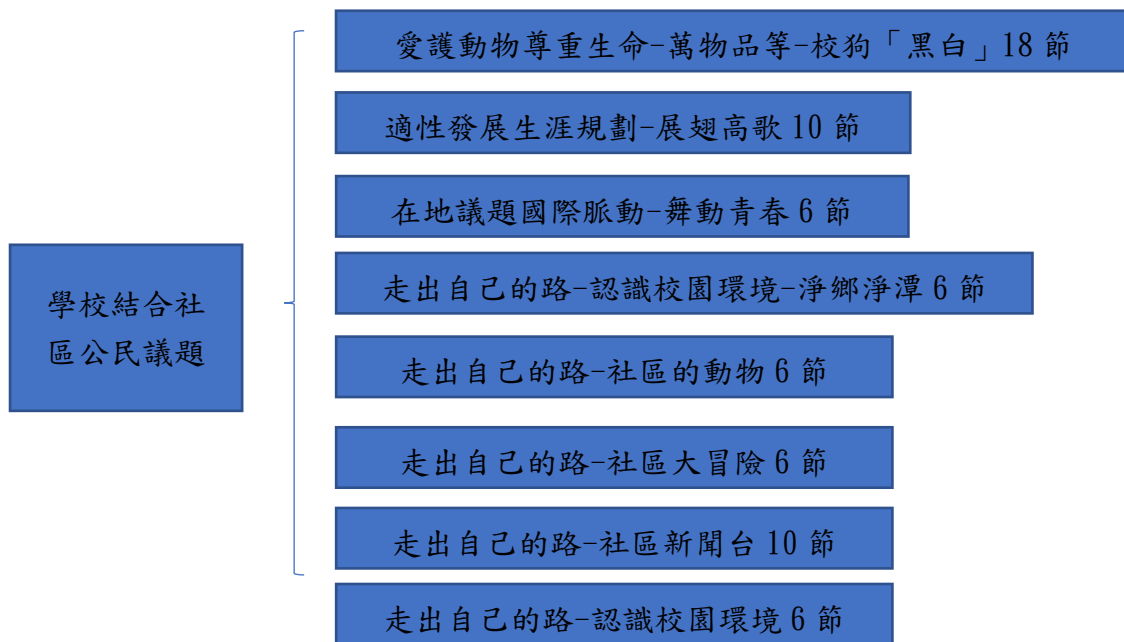 愛護動物尊重生命-萬物品等-校狗「黑白」18 節
適性發展生涯規劃-展翅高歌 10 節
在地議題國際脈動-舞動青春 6 節
學校結合社
區公民議題
走出自己的路-認識校園環境-淨鄉淨潭 6 節
走出自己的路-社區的動物 6 節
走出自己的路-社區大冒險 6 節
走出自己的路-社區新聞台 10 節
走出自己的路-認識校園環境 6 節